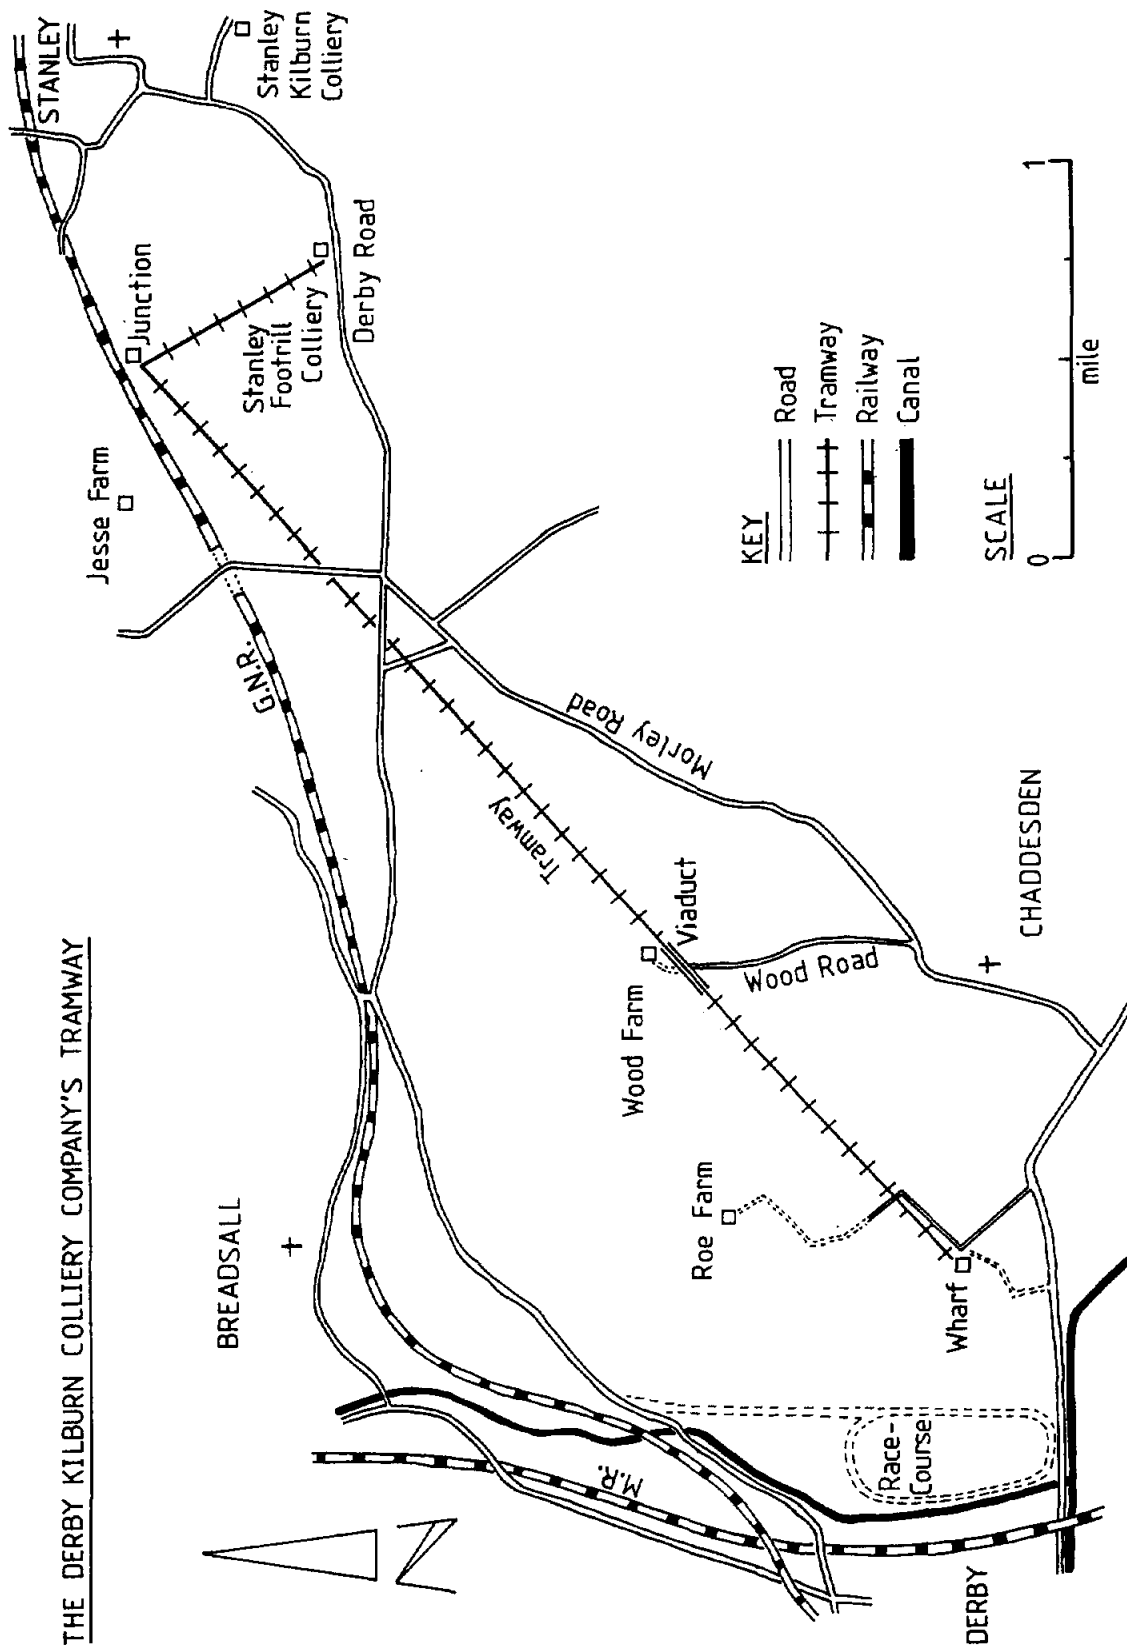 THE DERBY KILBURN COLLIERY COMPANY'S TRAMWAY
STANLEY
Stanley
Kilburn
Colliery
Junction
Jesse Farm
Stanley
Footrill
Colliery
Derby Road
G.N.R.
BREADSALL
Morley Road
Tramway
Viaduct
Wood Farm
Wood Road
Roe Farm
CHADDESDEN
Wharf
M.R.
Race-
Course
DERBY
N
KEY
Road
Tramway
Railway
Canal
SCALE
0
1
mile